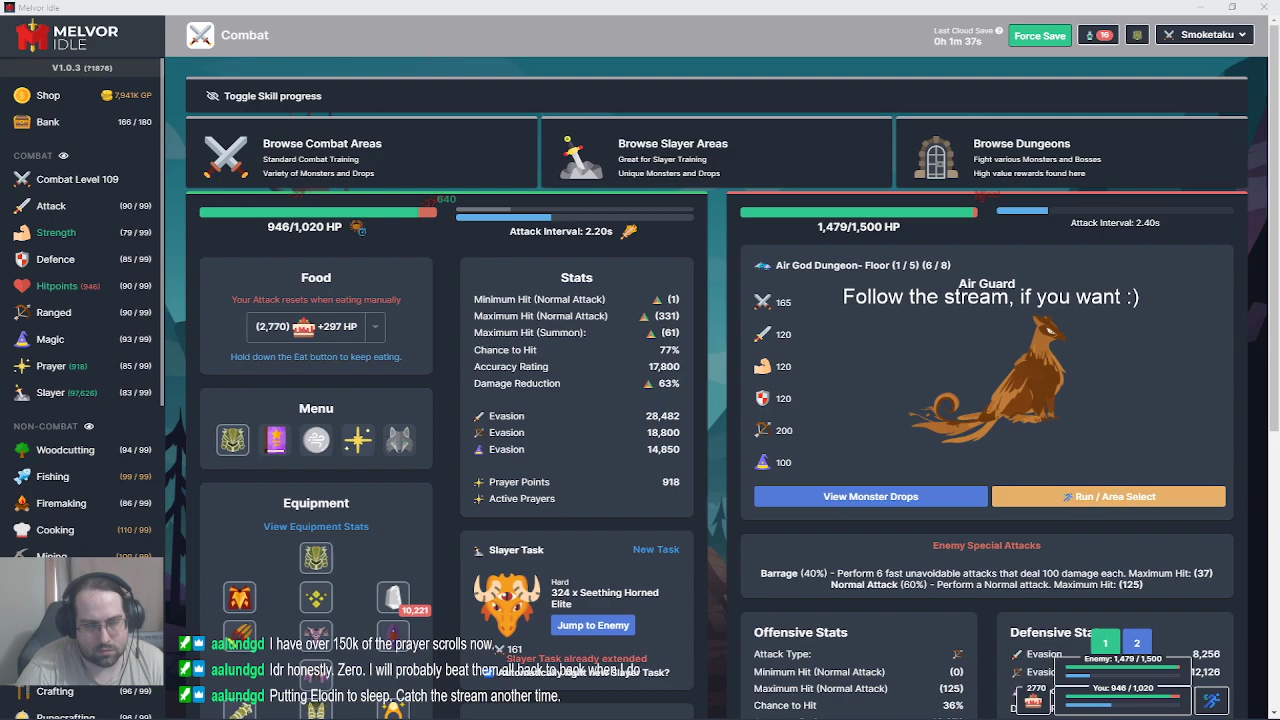 Melvor Idle
MELVOR
IDLE
Combat
Last Cloud Save
0h 1m 37s
Force Save
16
Smoketaku
V1.0.3 (?1876)
Shop
7,941K GP
Bank
166 / 180
COMBAT
Combat Level 109
Attack (99 / 99)
Strength (79 / 99)
Defence (85 / 99)
Hitpoints (946) (99 / 99)
Ranged (99 / 99)
Magic (99 / 99)
Prayer (918) (85 / 99)
Slayer (97,626) (83 / 99)
NON-COMBAT
Woodcutting (94 / 99)
Fishing (99 / 99)
Firemaking (99 / 99)
Cooking (110 / 99)
Mining
Crafting (96 / 99)
Toggle Skill progress
Browse Combat Areas
Standard Combat Training
Variety of Monsters and Drops
Browse Slayer Areas
Great for Slayer Training
Unique Monsters and Drops
Browse Dungeons
Fight various Monsters and Bosses
High value rewards found here
640
946/1,020 HP
Attack Interval: 2.20s
Food
Your Attack resets when eating manually
(2,770) +297 HP
Hold down the Eat button to keep eating.
Menu
Equipment
View Equipment Stats
10,221
Stats
Minimum Hit (Normal Attack) (1)
Maximum Hit (Normal Attack) (331)
Maximum Hit (Summon): (61)
Chance to Hit 77%
Accuracy Rating 17,800
Damage Reduction 63%
Evasion 28,482
Evasion 18,800
Evasion 14,850
Prayer Points 918
Active Prayers
Slayer Task
New Task
Hard
324 x Seething Horned
Elite
Jump to Enemy
161
Slayer Task already extended
1,479/1,500 HP
Attack Interval: 2.40s
Air God Dungeon- Floor (1 / 5) (6 / 8)
Air Guard
Follow the stream, if you want :)
165
120
120
120
200
100
View Monster Drops
Run / Area Select
Enemy Special Attacks
Barrage (40%) - Perform 6 fast unavoidable attacks that deal 100 damage each. Maximum Hit: (37)
Normal Attack (60%) - Perform a Normal attack. Maximum Hit: (125)
Offensive Stats
Attack Type:
Minimum Hit (Normal Attack) (0)
Maximum Hit (Normal Attack) (125)
Chance to Hit 36%
Defensive
Evasion 8,256
1
2
Enemy: 1,479 / 1,500
You: 946 / 1,020
2770
aalundgd : I have over 150k of the prayer scrolls now.
aalundgd : Idr honestly. Zero. I will probably beat them all back to back when I do
aalundgd : Putting Elodin to sleep. Catch the stream another time.